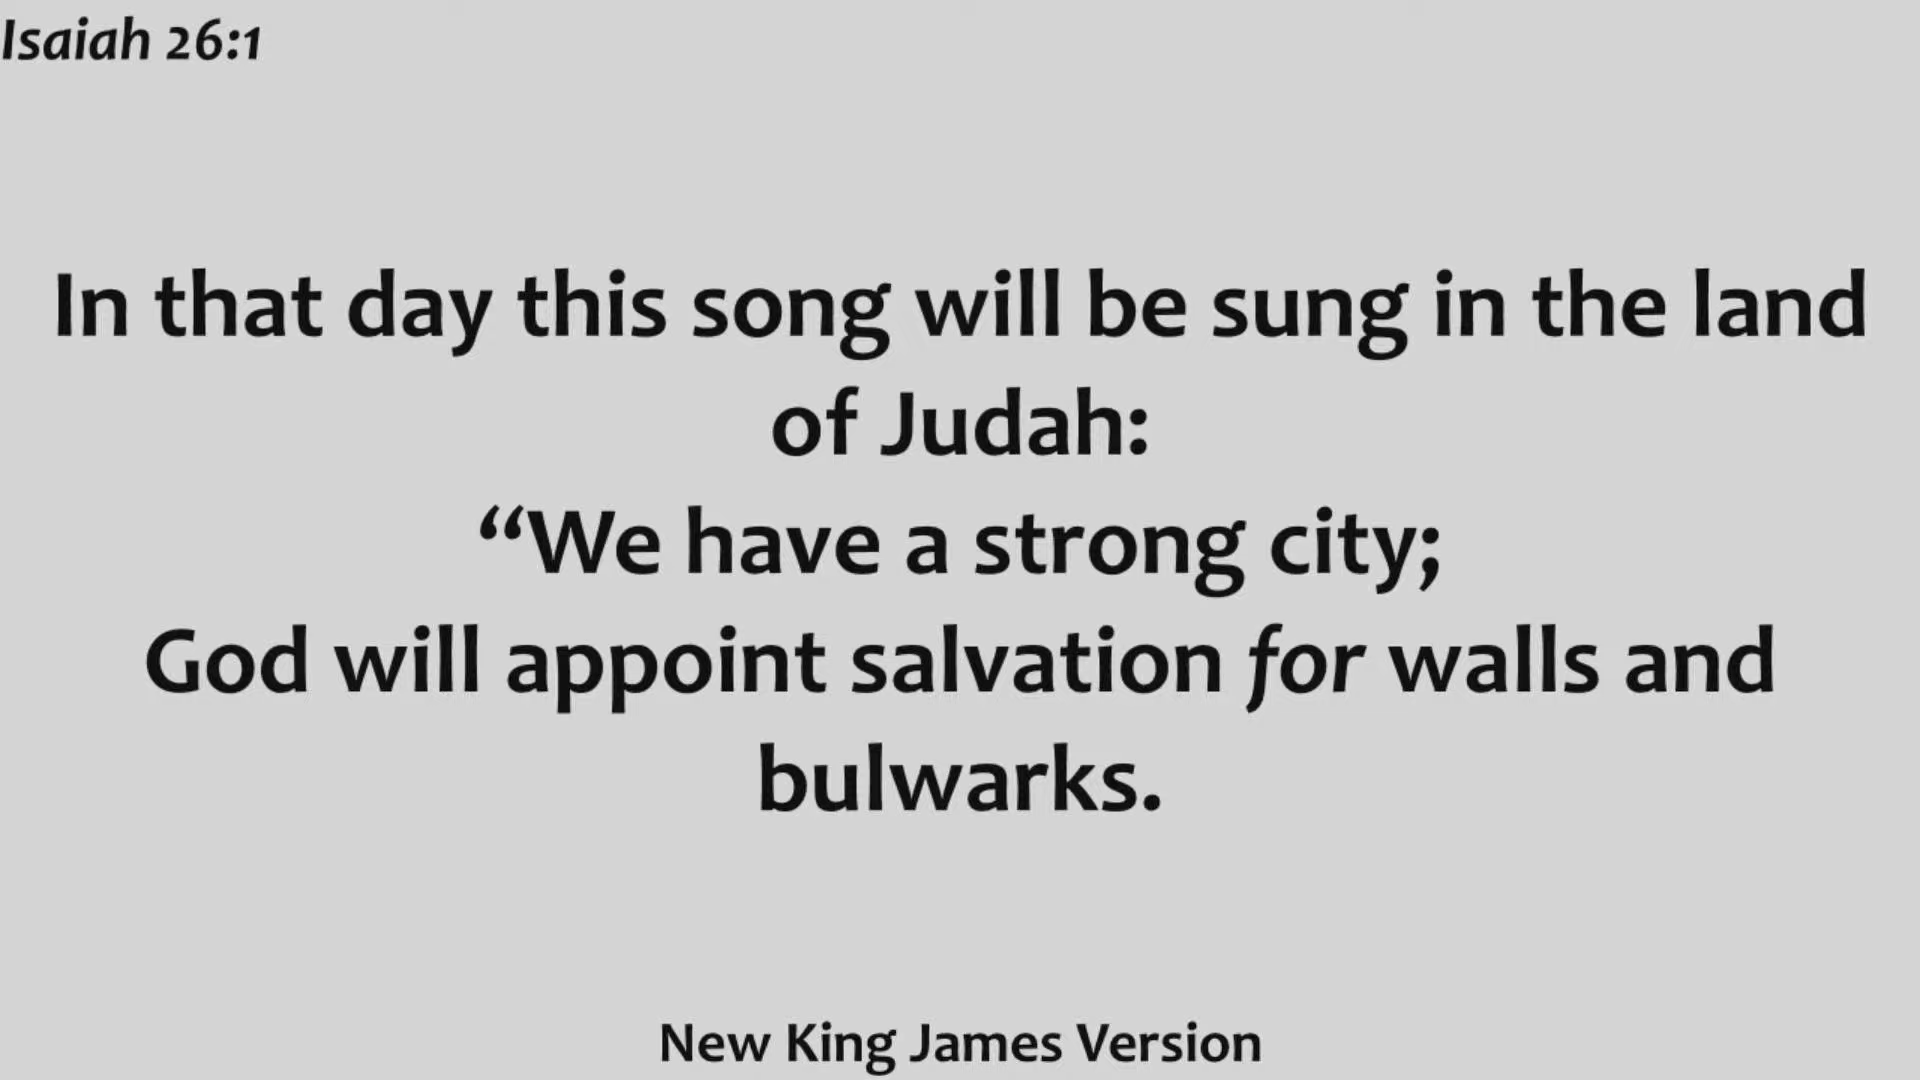 Isaiah 26:1
In that day this song will be sung in the land
of Judah:
“We have a strong city;
God will appoint salvation for walls and
bulwarks.
New King James Version